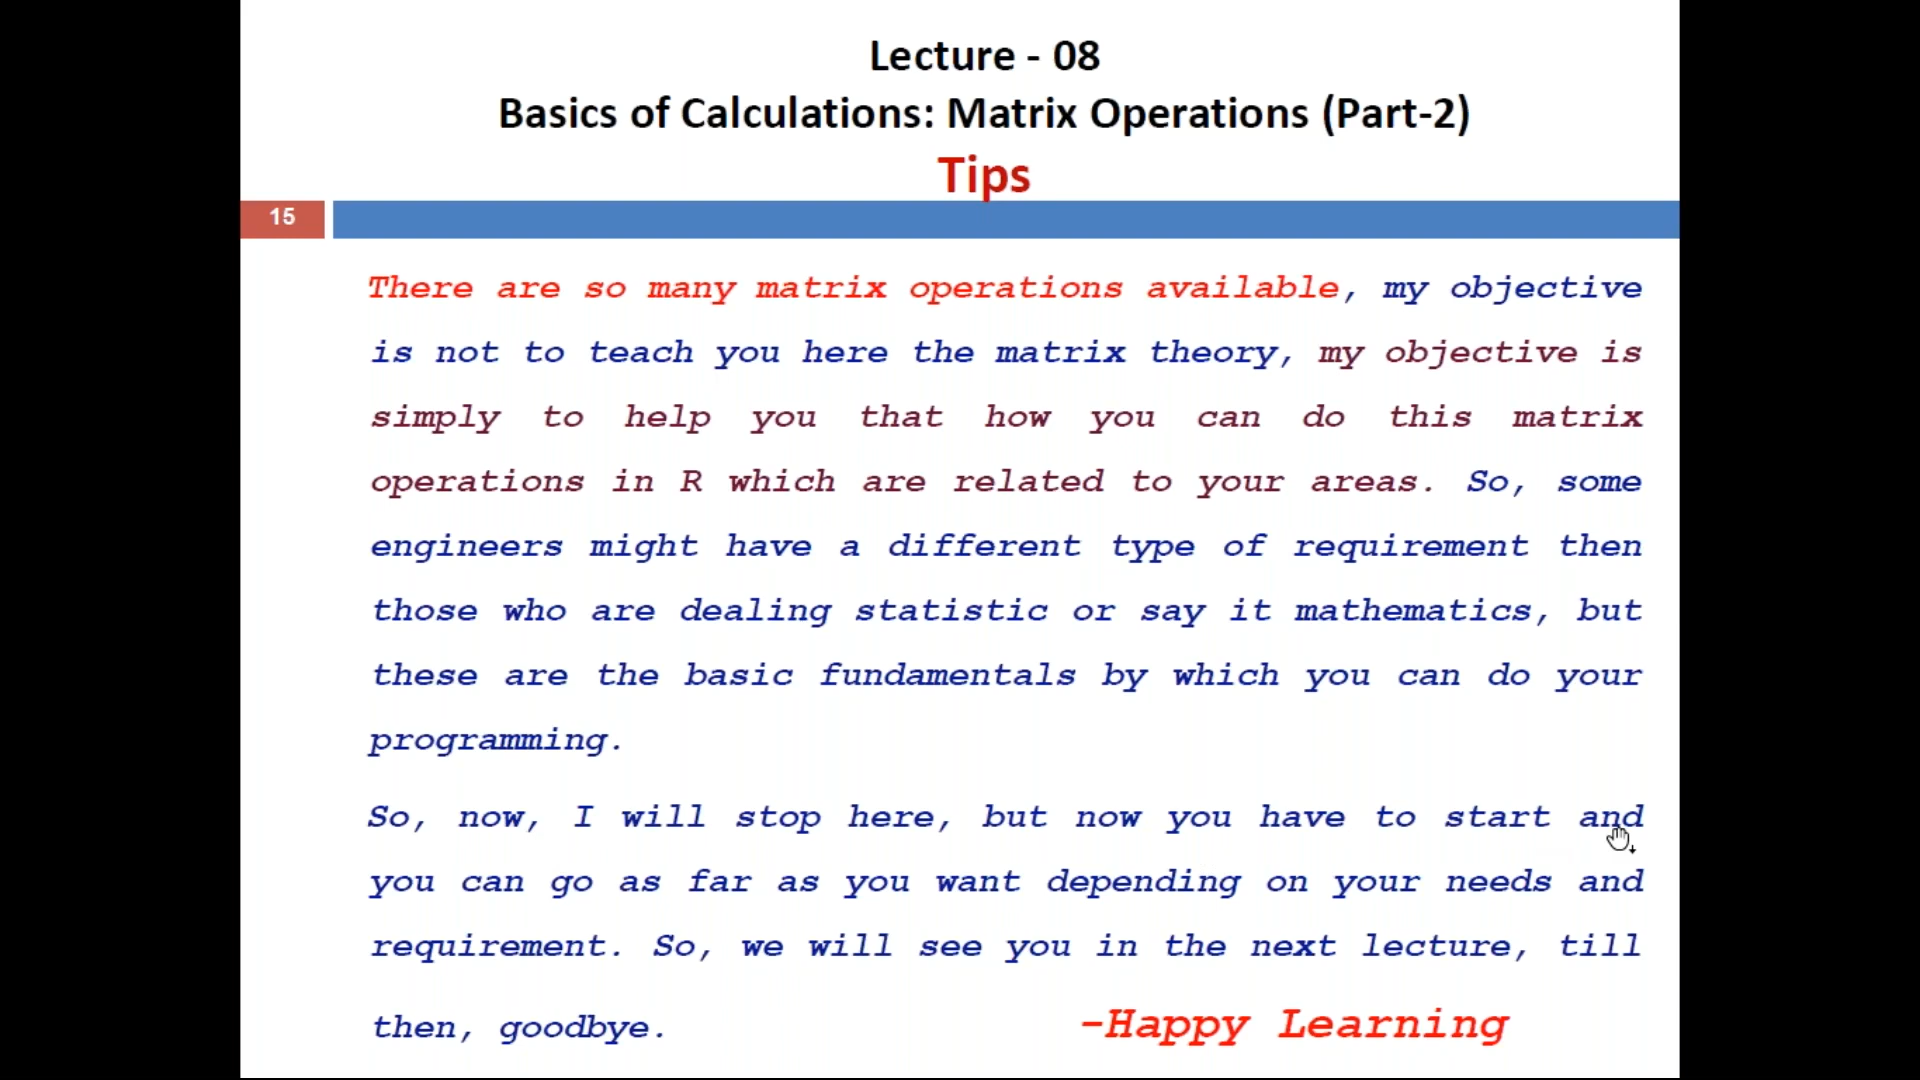 Lecture - 08
Basics of Calculations: Matrix Operations (Part-2)
Tips
15
There are so many matrix operations available, my objective
is not to teach you here the matrix theory, my objective is
simply to help you that how you can do this matrix
operations in R which are related to your areas. So, some
engineers might have a different type of requirement then
those who are dealing statistic or say it mathematics, but
these are the basic fundamentals by which you can do your
programming.
So, now, I will stop here, but now you have to start and
you can go as far as you want depending on your needs and
requirement. So, we will see you in the next lecture, till
then, goodbye. -Happy Learning